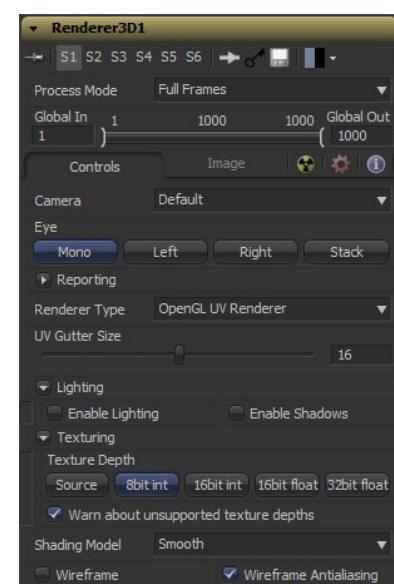 Renderer3D1
S1 S2 S3 S4 S5 S6
Process Mode Full Frames
Global In 1 1000 1000 Global Out
1 1000
Controls Image
Camera Default
Eye
Mono Left Right Stack
Reporting
Renderer Type OpenGL UV Renderer
UV Gutter Size
16
Lighting
Enable Lighting Enable Shadows
Texturing
Texture Depth
Source 8bit int 16bit int 16bit float 32bit float
Warn about unsupported texture depths
Shading Model Smooth
Wireframe Wireframe Antialiasing